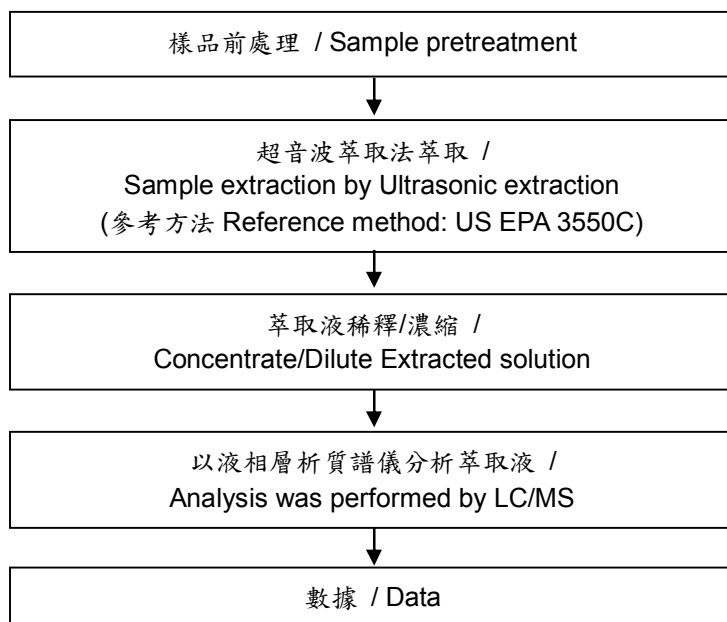 樣品前處理 / Sample pretreatment
超音波萃取法萃取 /
Sample extraction by Ultrasonic extraction
(參考方法 Reference method: US EPA 3550C)
萃取液稀釋/濃縮 /
Concentrate/Dilute Extracted solution
以液相層析質譜儀分析萃取液 /
Analysis was performed by LC/MS
數據 / Data